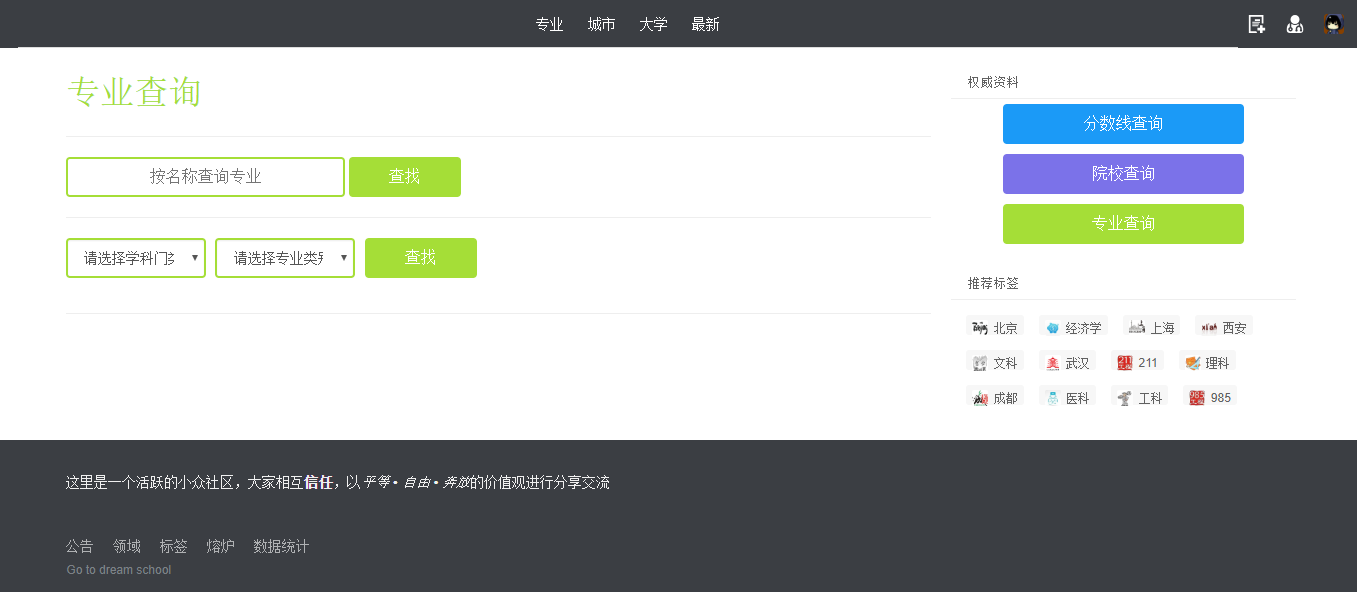 专业 城市 大学 最新
专业查询
按名称查询专业 查找
请选择学科门类 请选择专业类别 查找
权威资料
分数线查询
院校查询
专业查询
推荐标签
北京 经济学 上海 西安
文科 武汉 211 理科
成都 医科 工科 985
这里是一个活跃的小众社区，大家相互信任，以 平等 • 自由 • 奔放的价值观进行分享交流
公告 领域 标签 熔炉 数据统计
Go to dream school